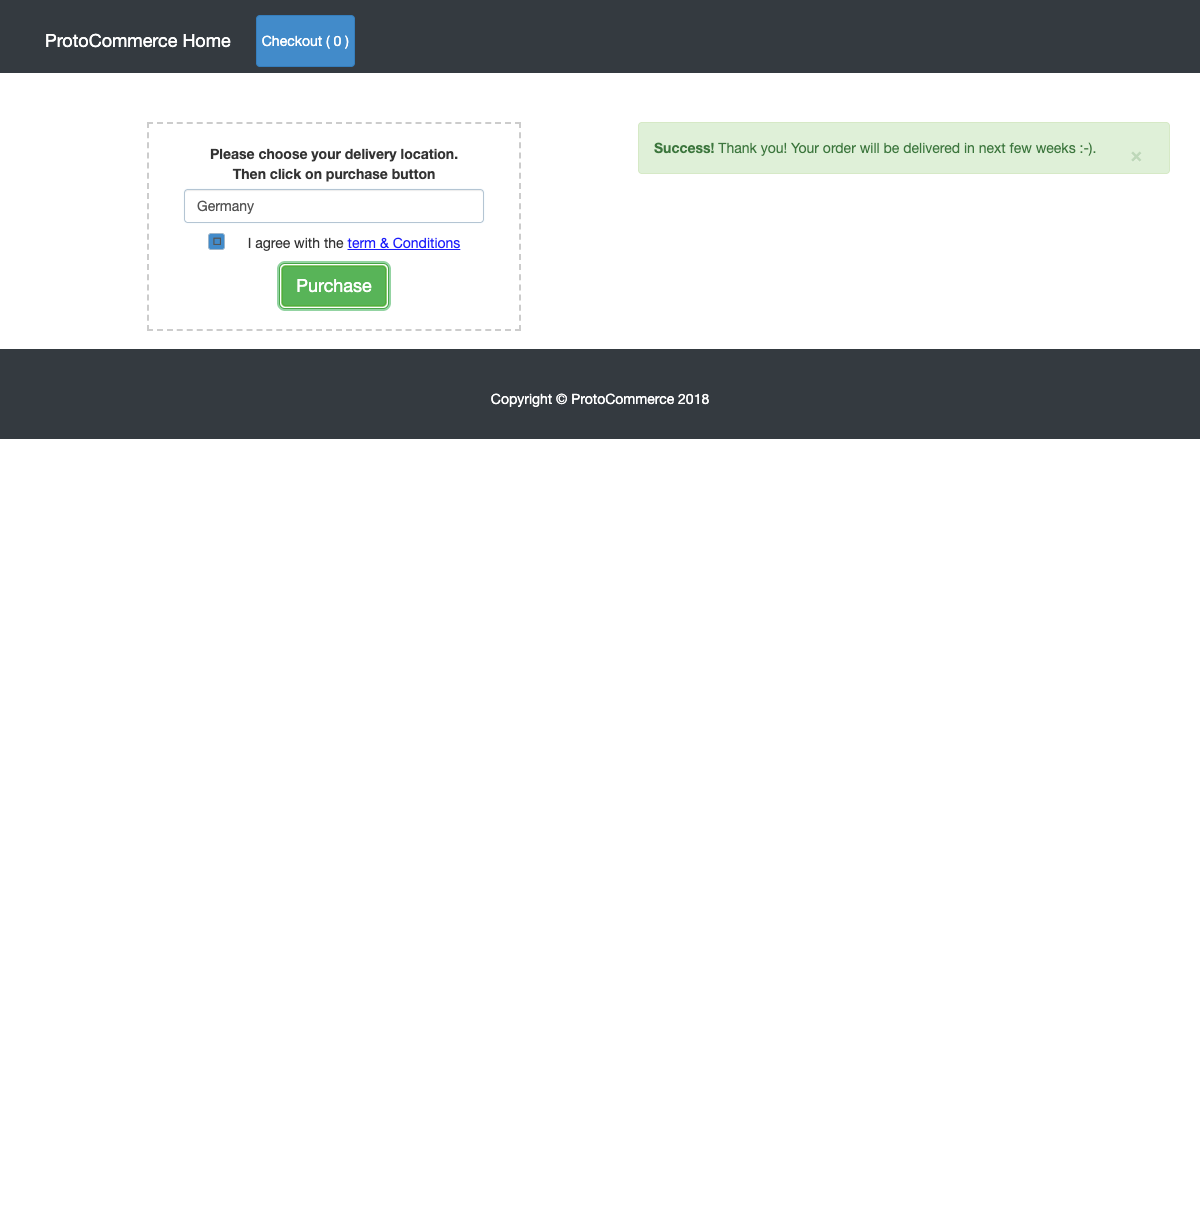 ProtoCommerce Home
Checkout ( 0 )
Please choose your delivery location.
Then click on purchase button
Germany
I agree with the term & Conditions
Purchase
Success! Thank you! Your order will be delivered in next few weeks :-).
×
Copyright © ProtoCommerce 2018